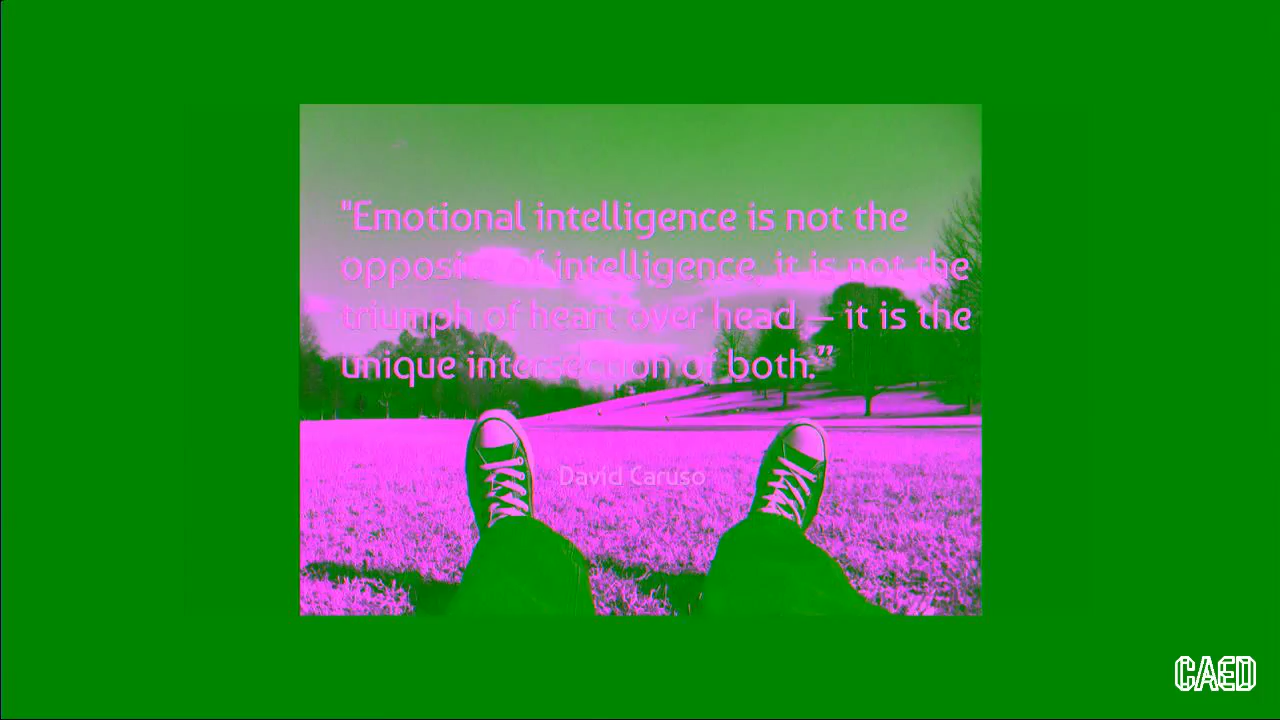 "Emotional intelligence is not the
opposite of intelligence, it is not the
triumph of heart over head — it is the
unique intersection of both.”
David Caruso
CAED